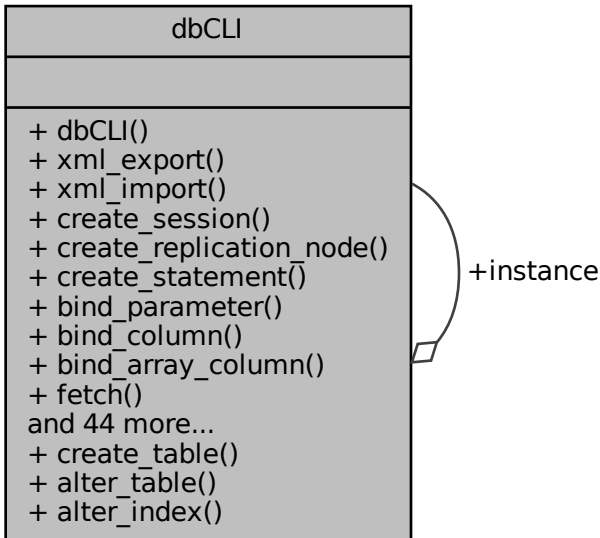 dbCLI
+ dbCLI()
+ xml_export()
+ xml_import()
+ create_session()
+ create_replication_node()
+ create_statement()
+ bind_parameter()
+ bind_column()
+ bind_array_column()
+ fetch()
and 44 more...
+ create_table()
+ alter_table()
+ alter_index()
+instance